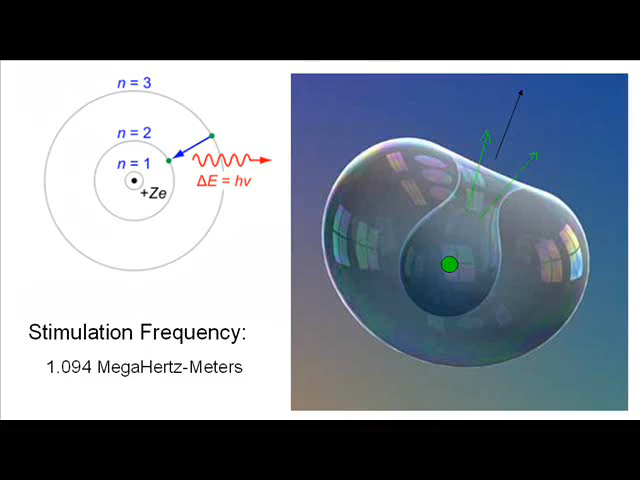 n = 3
n = 2
n = 1
+Ze
ΔE = hν
Stimulation Frequency:
1.094 MegaHertz-Meters